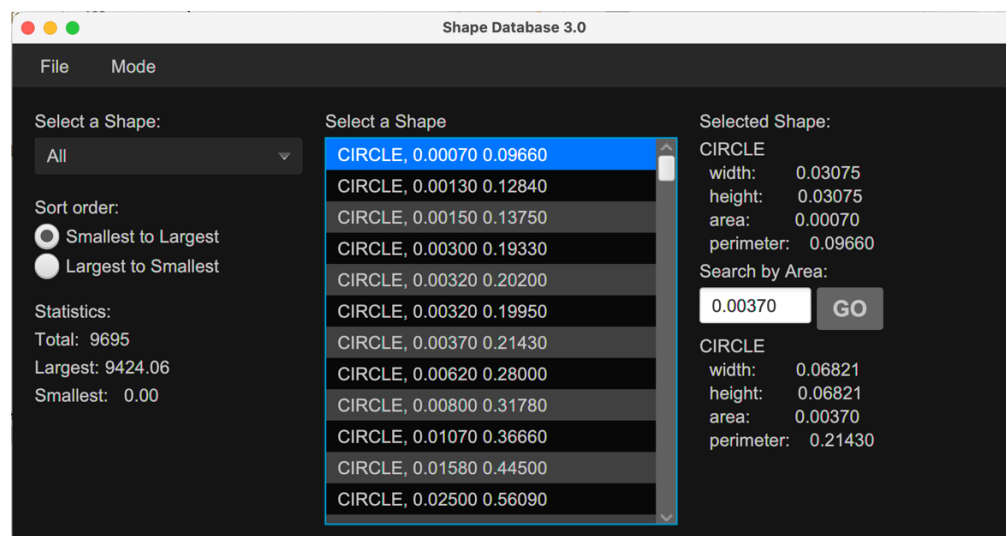 Shape Database 3.0
File Mode
Select a Shape:
All
Sort order:
Smallest to Largest
Largest to Smallest
Statistics:
Total: 9695
Largest: 9424.06
Smallest: 0.00
Select a Shape
CIRCLE, 0.00070 0.09660
CIRCLE, 0.00130 0.12840
CIRCLE, 0.00150 0.13750
CIRCLE, 0.00300 0.19330
CIRCLE, 0.00320 0.20200
CIRCLE, 0.00320 0.19950
CIRCLE, 0.00370 0.21430
CIRCLE, 0.00620 0.28000
CIRCLE, 0.00800 0.31780
CIRCLE, 0.01070 0.36660
CIRCLE, 0.01580 0.44500
CIRCLE, 0.02500 0.56090
Selected Shape:
CIRCLE
width: 0.03075
height: 0.03075
area: 0.00070
perimeter: 0.09660
Search by Area:
0.00370 GO
CIRCLE
width: 0.06821
height: 0.06821
area: 0.00370
perimeter: 0.21430